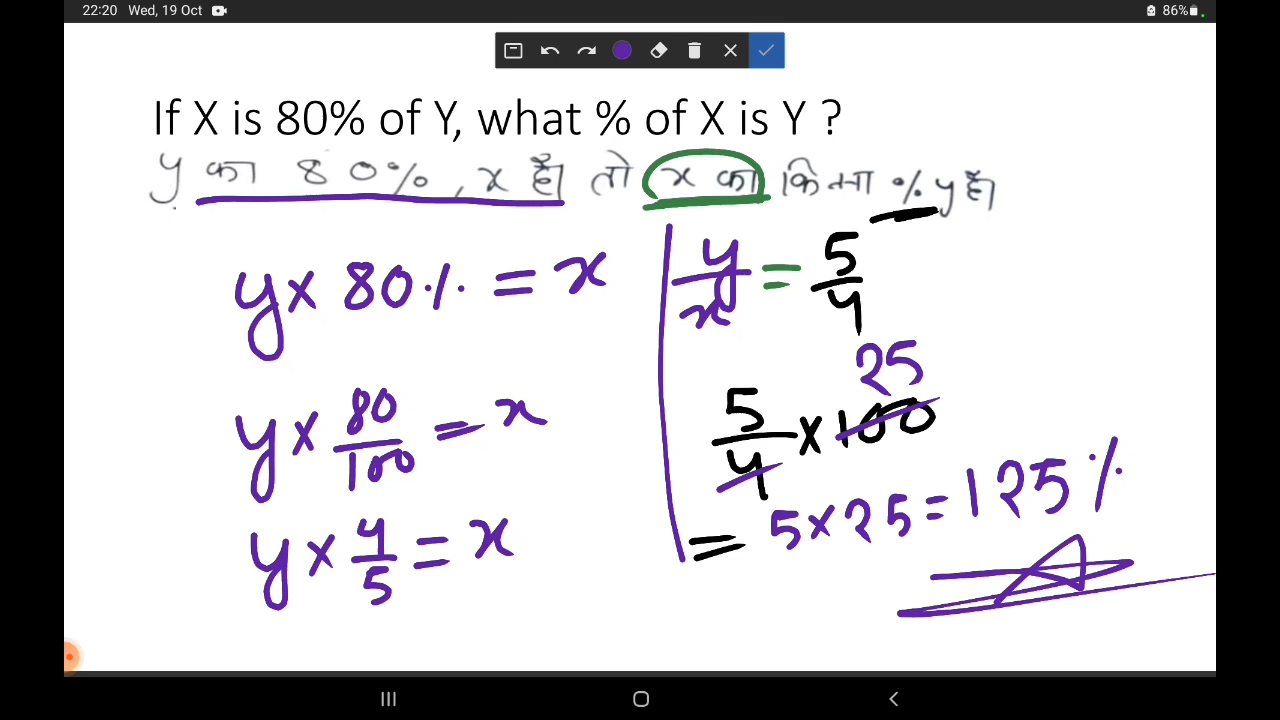 22:20 Wed, 19 Oct 86%
If X is 80% of Y, what % of X is Y ?
y का 80%, x है। तो x का कितना % y है।
y × 80% = x
y × 80/100 = x
y × 4/5 = x
y/x = 5/4
25
5/4 × 100
= 5×25 = 125%